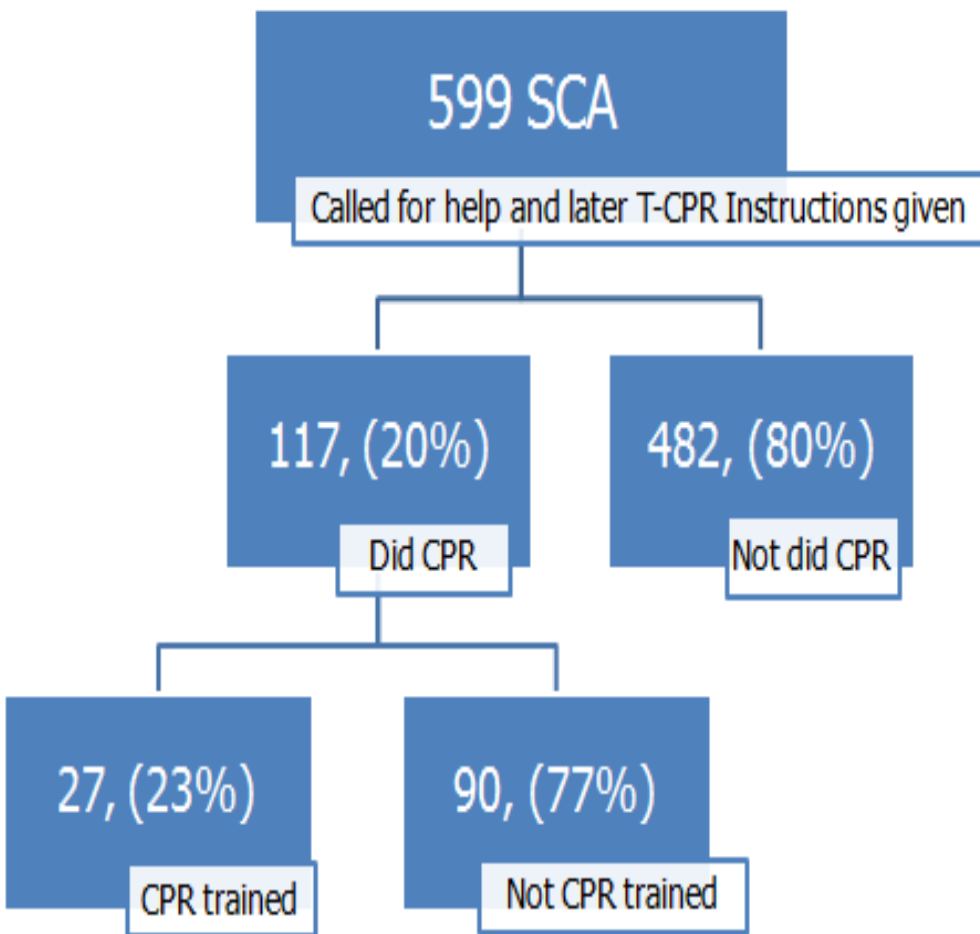 599 SCA
Called for help and later T-CPR Instructions given
117, (20%)
Did CPR
482, (80%)
Not did CPR
27, (23%)
CPR trained
90, (77%)
Not CPR trained